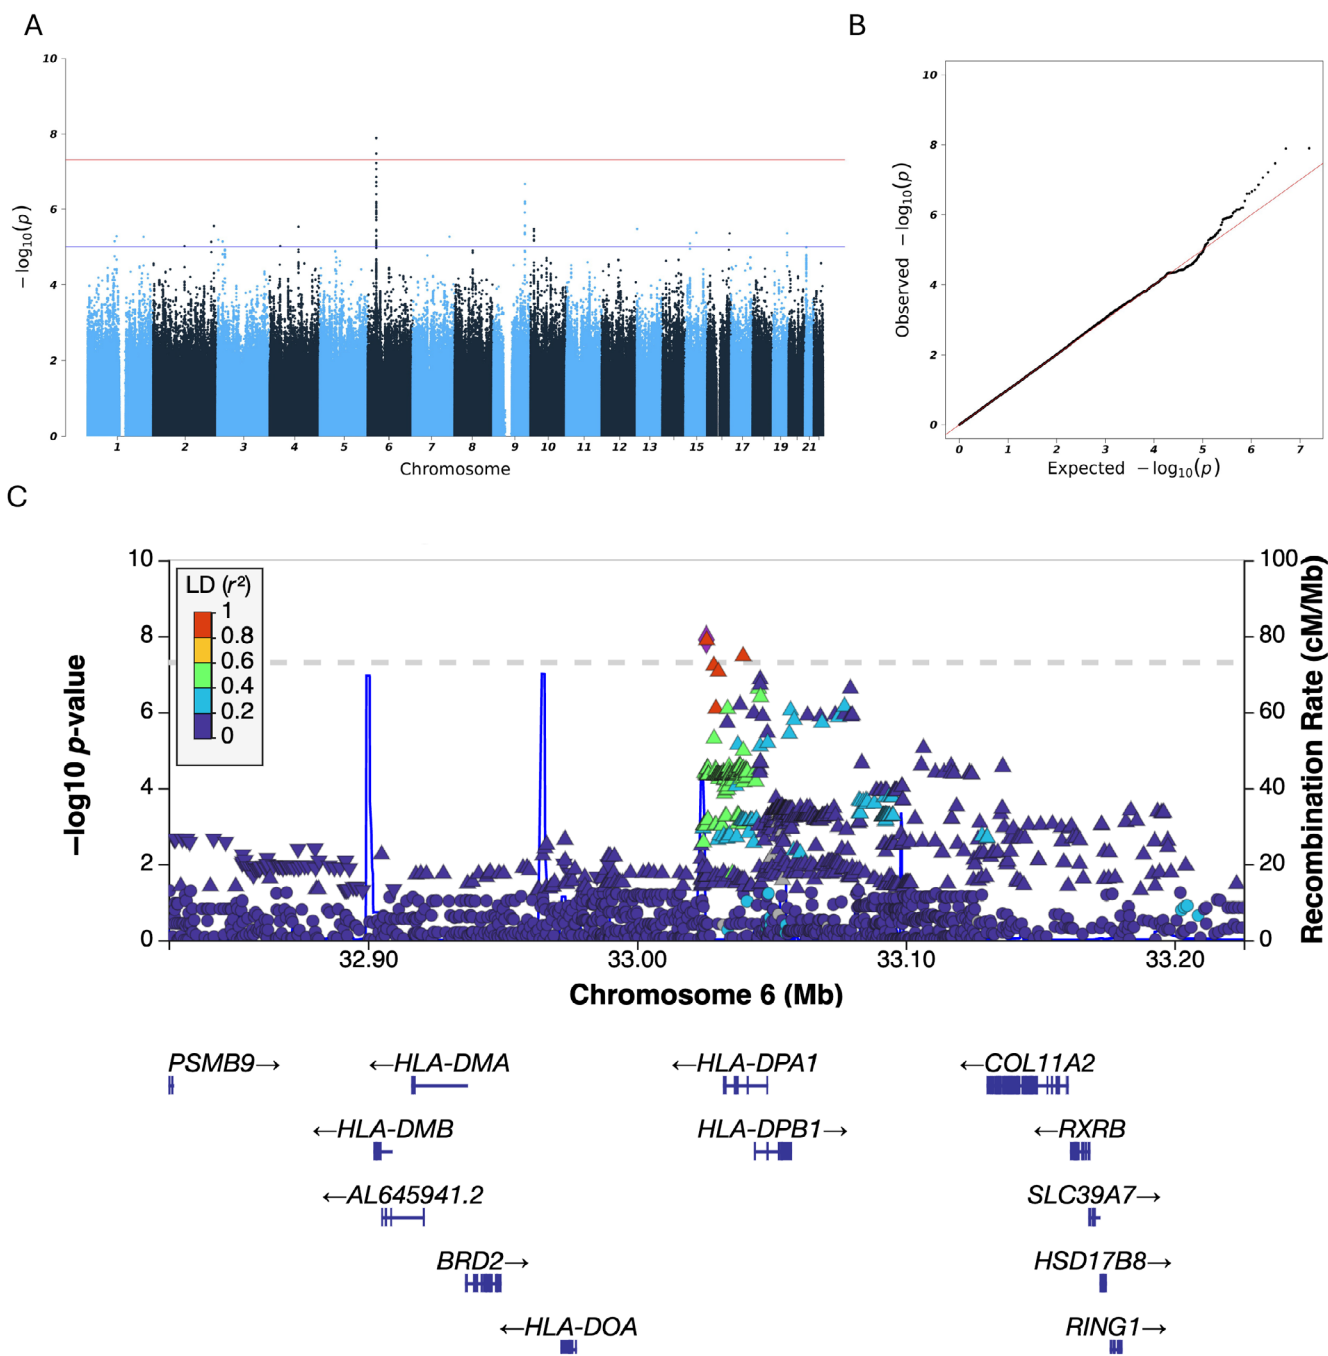 A
10
8
6
4
2
0
−log10(p)
1 2 3 4 5 6 7 8 9 10 11 12 13 14 15 17 19 21
Chromosome
B
10
8
6
4
2
0
Observed −log10(p)
0 1 2 3 4 5 6 7
Expected −log10(p)
C
LD (r²)
1
0.8
0.6
0.4
0.2
0
10
8
6
4
2
0
−log10 p-value
100
80
60
40
20
0
Recombination Rate (cM/Mb)
32.90 33.00 33.10 33.20
Chromosome 6 (Mb)
PSMB9→ ←HLA-DMA ←HLA-DPA1 ←COL11A2
←HLA-DMB HLA-DPB1→ ←RXRB
←AL645941.2 SLC39A7→
BRD2→ HSD17B8→
←HLA-DOA RING1→